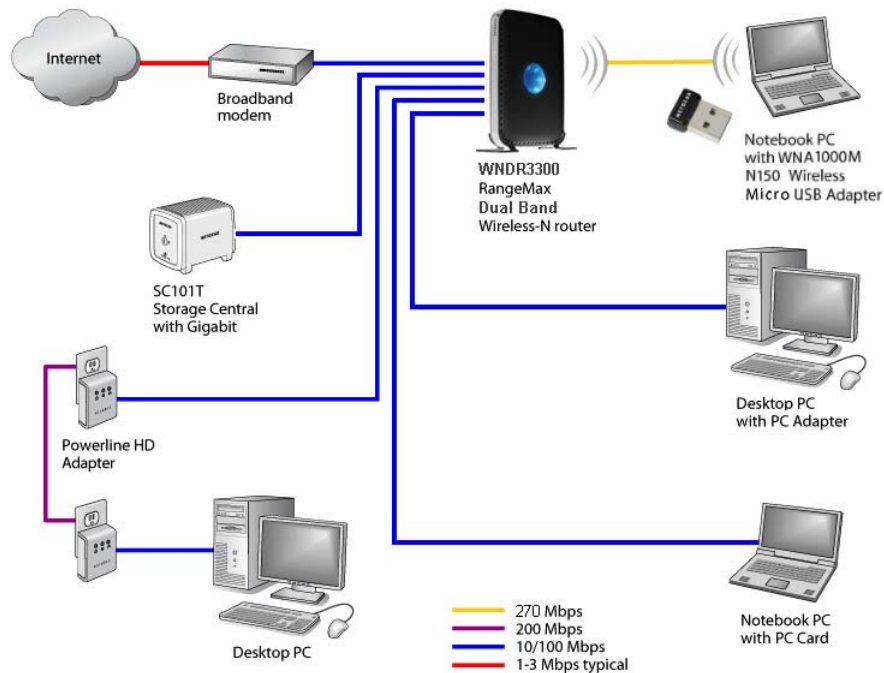 Internet
Broadband
modem
WNDR3300
RangeMax
Dual Band
Wireless-N router
NETGEAR
Notebook PC
with WNA1000M
N150 Wireless
Micro USB Adapter
NETGEAR
SC101T
Storage Central
with Gigabit
Desktop PC
with PC Adapter
Powerline HD
Adapter
Desktop PC
Notebook PC
with PC Card
270 Mbps
200 Mbps
10/100 Mbps
1-3 Mbps typical